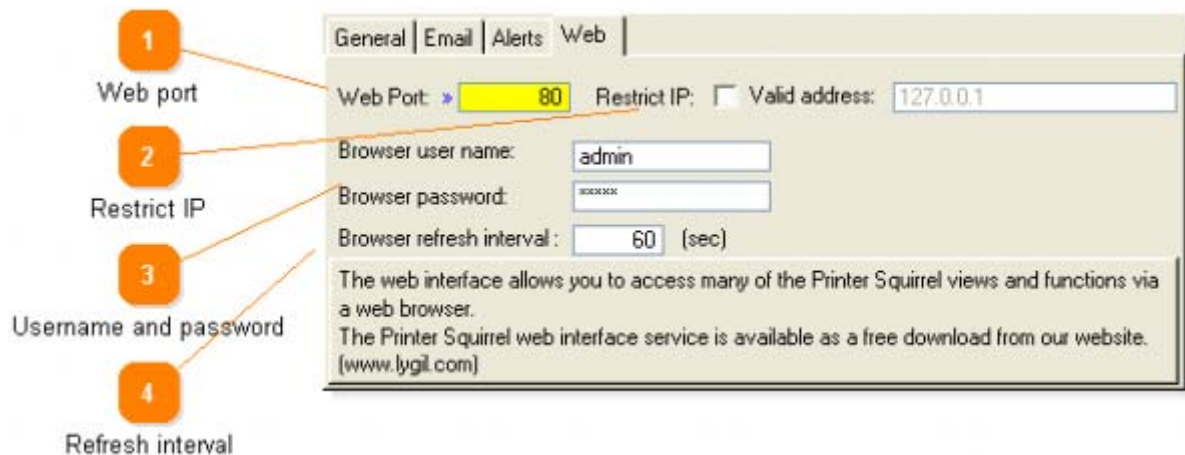 1
Web port
2
Restrict IP
3
Username and password
4
Refresh interval
General Email Alerts Web
Web Port: » 80 Restrict IP: Valid address: 127.0.0.1
Browser user name: admin
Browser password: xxxxx
Browser refresh interval : 60 (sec)
The web interface allows you to access many of the Printer Squirrel views and functions via
a web browser.
The Printer Squirrel web interface service is available as a free download from our website.
(www.lygil.com)